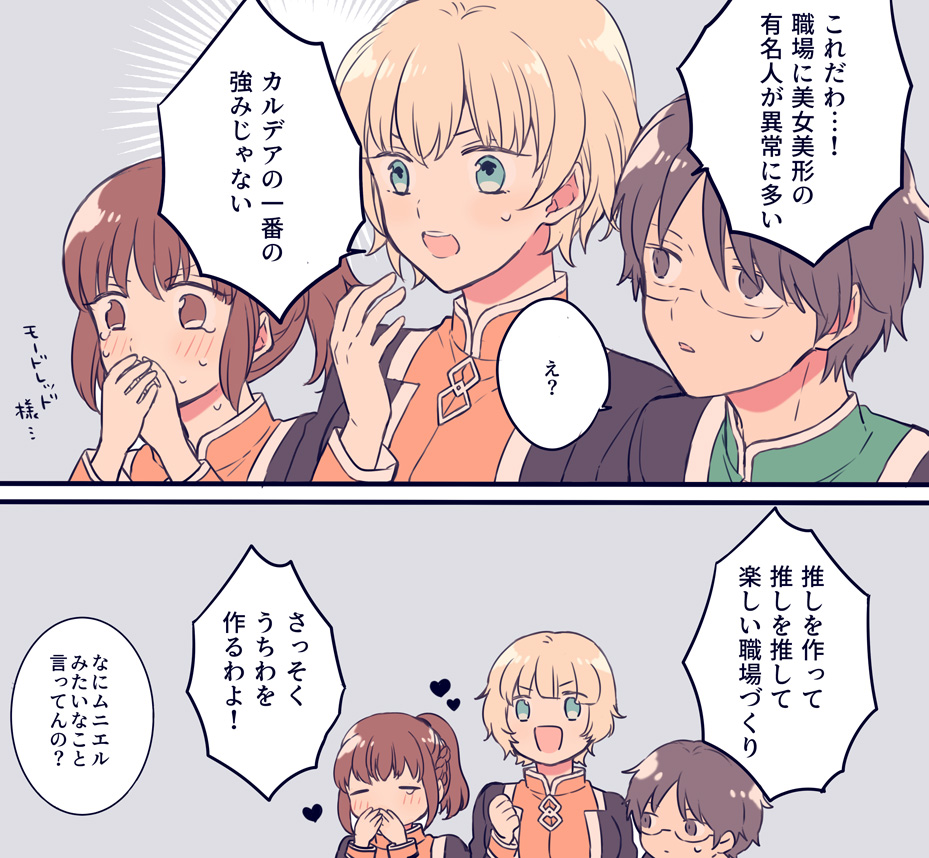 これだわ…!
職場に美女美形の
有名人が異常に多い
え?
カルデアの一番の
強みじゃない
モードレッド
様…
推しを作って
推しを推して
楽しい職場づくり
さっそく
うちわを
作るわよ!
なにムニエル
みたいなこと
言ってんの?